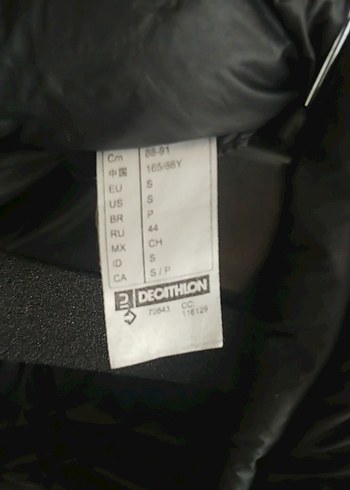 Cm 88-91
中国 165/88Y
EU S
US S
BR P
RU 44
MX CH
ID S
CA S / P
DECATHLON
70843 CC: 116129